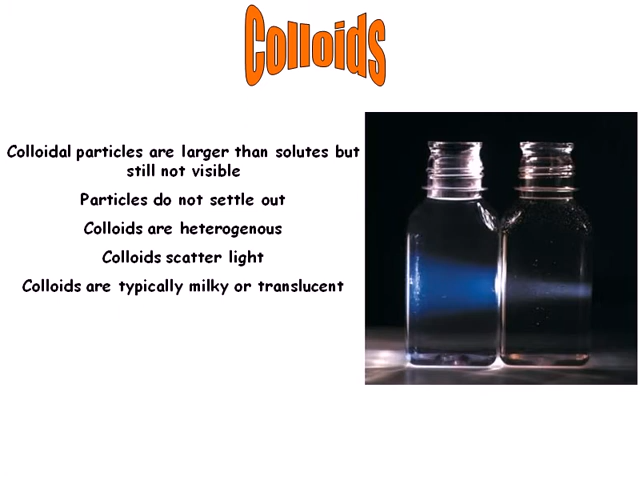 Colloids
Colloidal particles are larger than solutes but
still not visible
Particles do not settle out
Colloids are heterogenous
Colloids scatter light
Colloids are typically milky or translucent